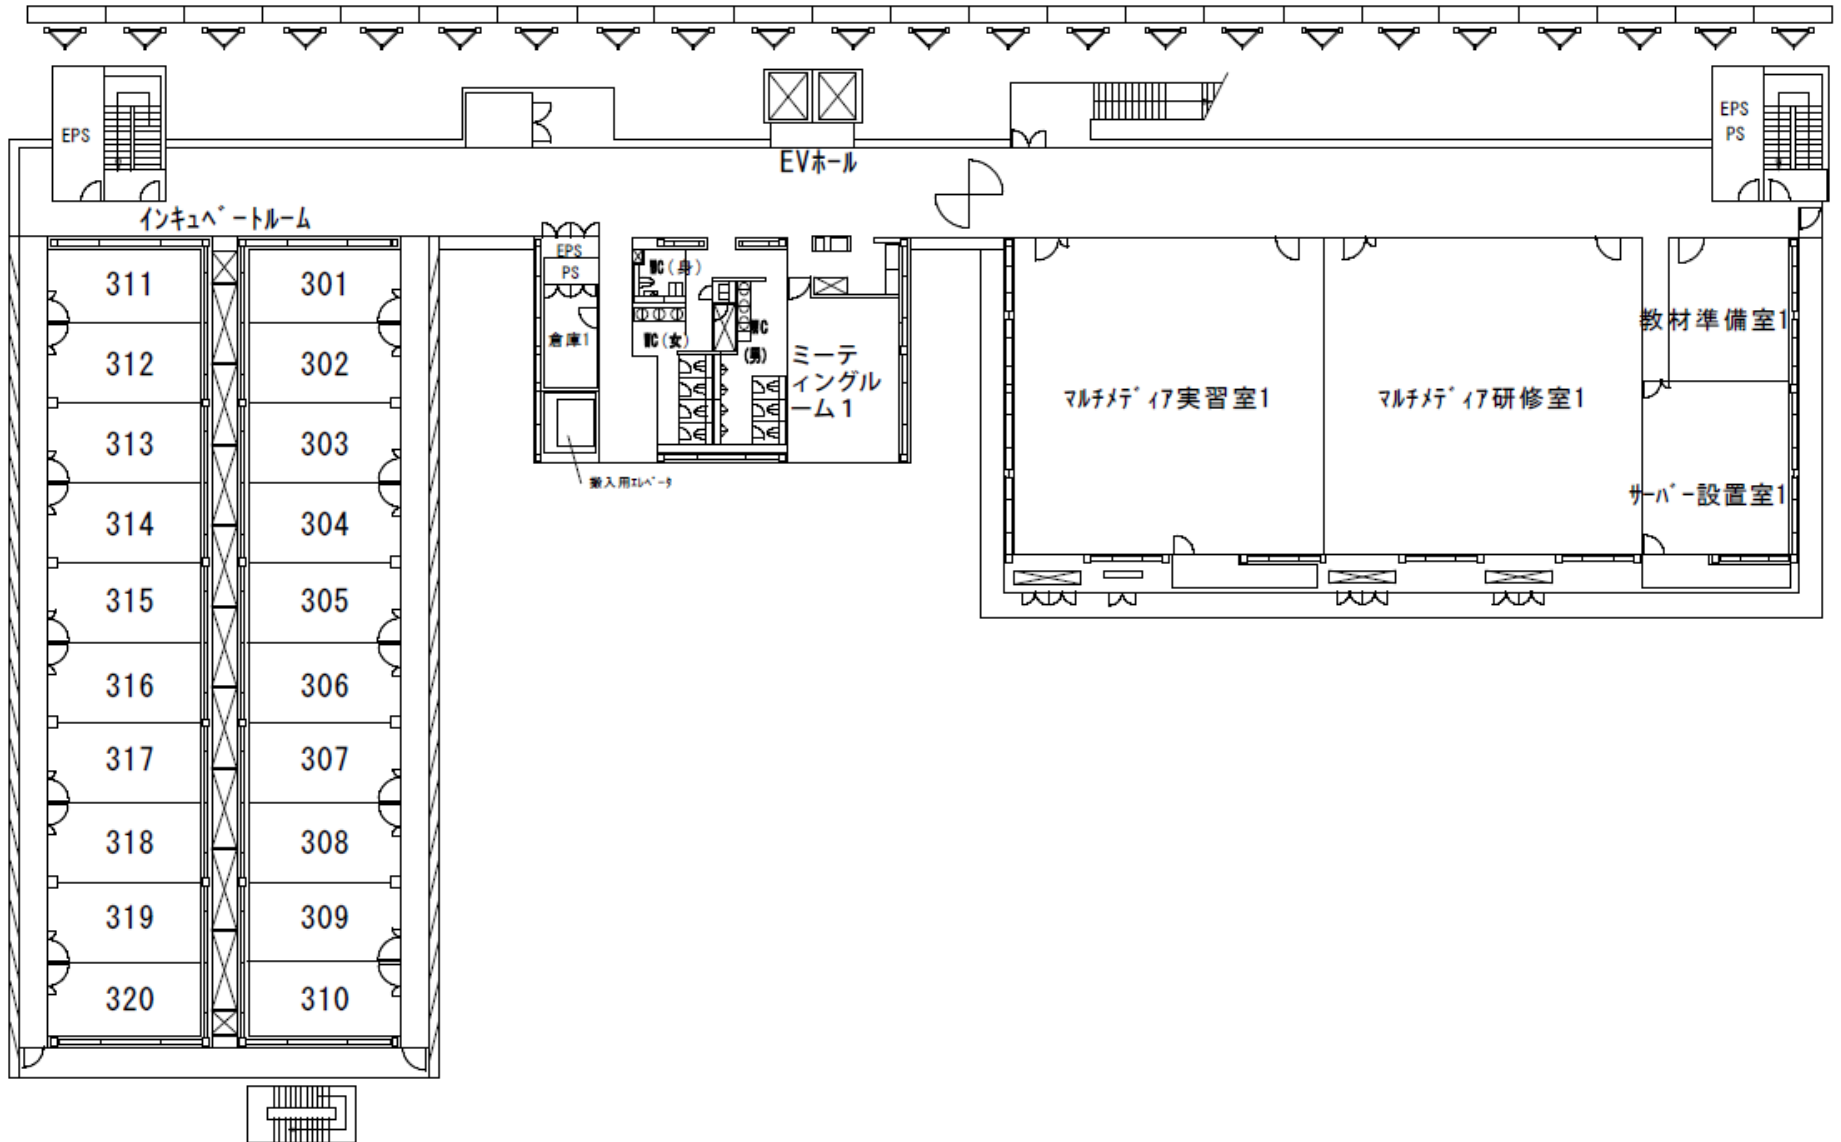 EPS
EPS
PS
EVホール
インキュベートルーム
EPS
PS
WC(身)
倉庫1
WC(女)
WC
(男)
ミーテ
ィングル
ーム1
搬入用エレベータ
マルチメディア実習室1
マルチメディア研修室1
教材準備室1
サーバー設置室1
311
301
312
302
313
303
314
304
315
305
316
306
317
307
318
308
319
309
320
310